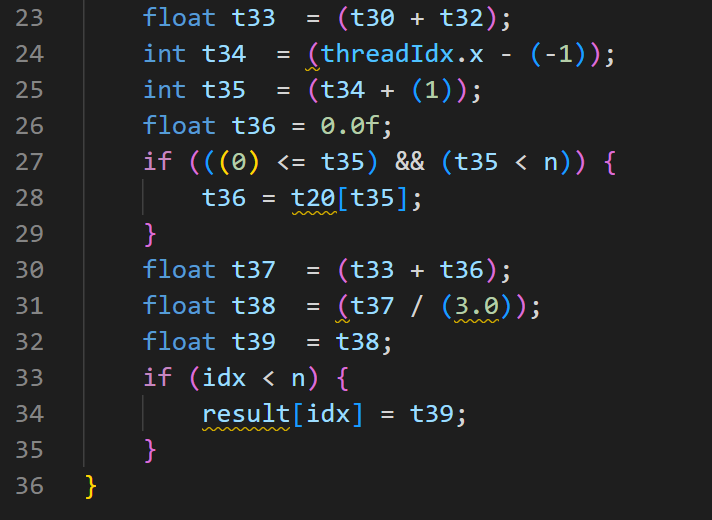 23 float t33  = (t30 + t32);
24 int t34  = (threadIdx.x - (-1));
25 int t35  = (t34 + (1));
26 float t36 = 0.0f;
27 if (((0) <= t35) && (t35 < n)) {
28     t36 = t20[t35];
29 }
30 float t37  = (t33 + t36);
31 float t38  = (t37 / (3.0));
32 float t39  = t38;
33 if (idx < n) {
34     result[idx] = t39;
35 }
36 }